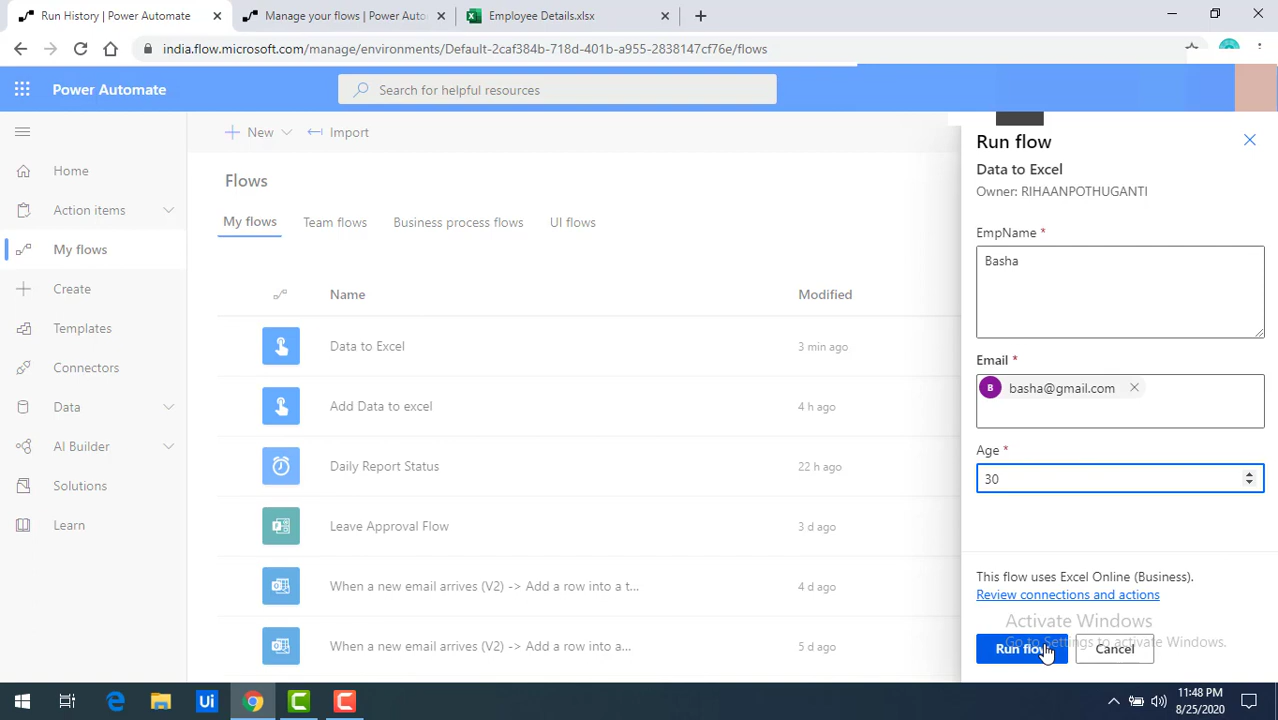 Run History | Power Automate
Manage your flows | Power Auto
Employee Details.xlsx
india.flow.microsoft.com/manage/environments/Default-2caf384b-718d-401b-a955-2838147cf76e/flows
Power Automate
Search for helpful resources
Home
Action items
My flows
Create
Templates
Connectors
Data
AI Builder
Solutions
Learn
New
Import
Flows
My flows
Team flows
Business process flows
UI flows
Name
Modified
Data to Excel
3 min ago
Add Data to excel
4 h ago
Daily Report Status
22 h ago
Leave Approval Flow
3 d ago
When a new email arrives (V2) -> Add a row into a t...
4 d ago
When a new email arrives (V2) -> Add a row into a...
5 d ago
Run flow
Data to Excel
Owner: RIHAANPOTHUGANTI
EmpName *
Basha
Email *
B
basha@gmail.com
Age *
30
This flow uses Excel Online (Business).
Review connections and actions
Activate Windows
Go to Settings to activate Windows.
Run flow
Cancel
Ui
11:48 PM
8/25/2020